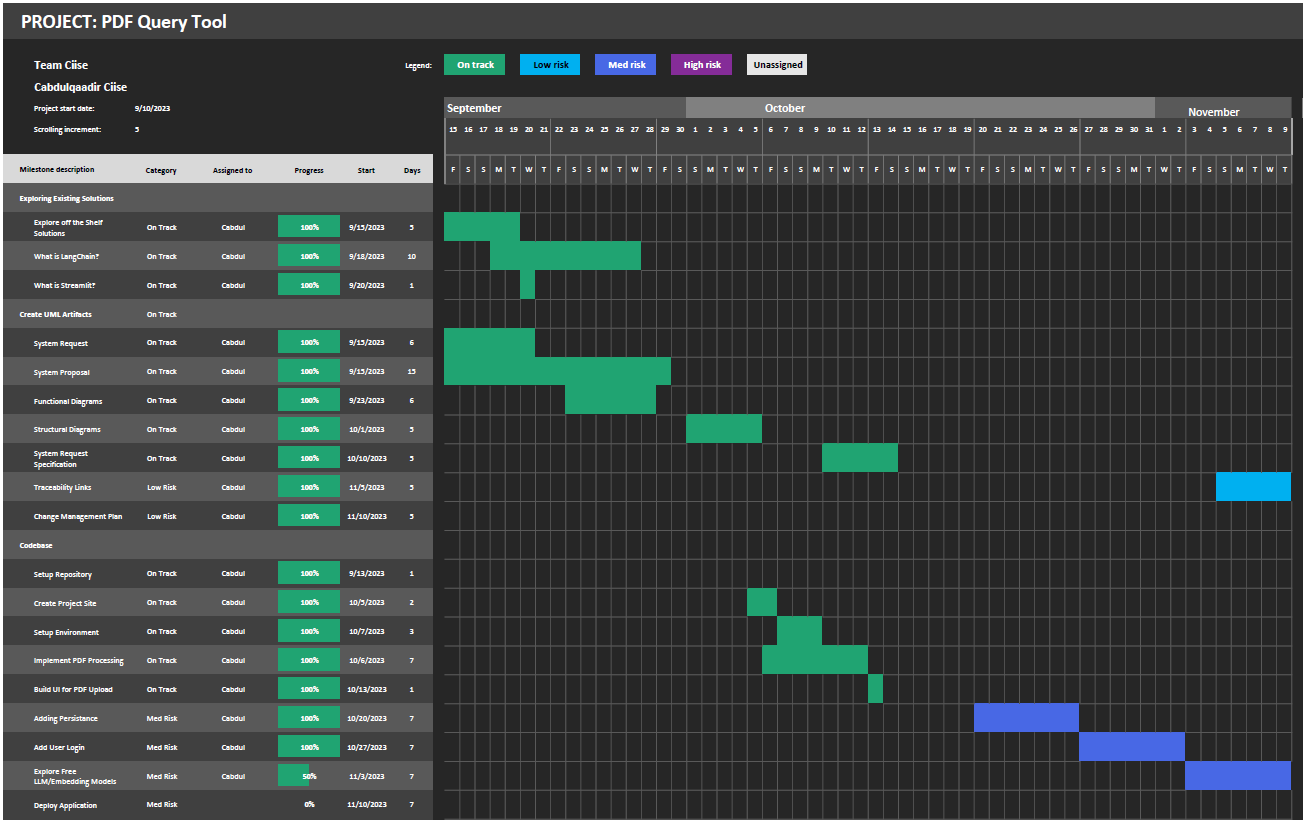 PROJECT: PDF Query Tool
Team Ciise
Legend: On track Low risk Med risk High risk Unassigned
Cabdulqaadir Ciise
Project start date: 9/10/2023
Scrolling increment: 5
September October November
15 16 17 18 19 20 21 22 23 24 25 26 27 28 29 30 1 2 3 4 5 6 7 8 9 10 11 12 13 14 15 16 17 18 19 20 21 22 23 24 25 26 27 28 29 30 31 1 2 3 4 5 6 7 8 9
Milestone description Category Assigned to Progress Start Days F S S M T W T F S S M T W T F S S M T W T F S S M T W T F S S M T W T F S S M T W T F S S M T W T F S S M T W T
Exploring Existing Solutions
Explore off the Shelf
Solutions On Track Cabdul 100% 9/15/2023 5
What is LangChain? On Track Cabdul 100% 9/18/2023 10
What is Streamlit? On Track Cabdul 100% 9/20/2023 1
Create UML Artifacts On Track
System Request On Track Cabdul 100% 9/15/2023 6
System Proposal On Track Cabdul 100% 9/15/2023 15
Functional Diagrams On Track Cabdul 100% 9/23/2023 6
Structural Diagrams On Track Cabdul 100% 10/1/2023 5
System Request
Specification On Track Cabdul 100% 10/10/2023 5
Traceability Links Low Risk Cabdul 100% 11/5/2023 5
Change Management Plan Low Risk Cabdul 100% 11/10/2023 5
Codebase
Setup Repository On Track Cabdul 100% 9/13/2023 1
Create Project Site On Track Cabdul 100% 10/5/2023 2
Setup Environment On Track Cabdul 100% 10/7/2023 3
Implement PDF Processing On Track Cabdul 100% 10/6/2023 7
Build UI for PDF Upload On Track Cabdul 100% 10/13/2023 1
Adding Persistance Med Risk Cabdul 100% 10/20/2023 7
Add User Login Med Risk Cabdul 100% 10/27/2023 7
Explore Free
LLM/Embedding Models Med Risk Cabdul 50% 11/3/2023 7
Deploy Application Med Risk 0% 11/10/2023 7